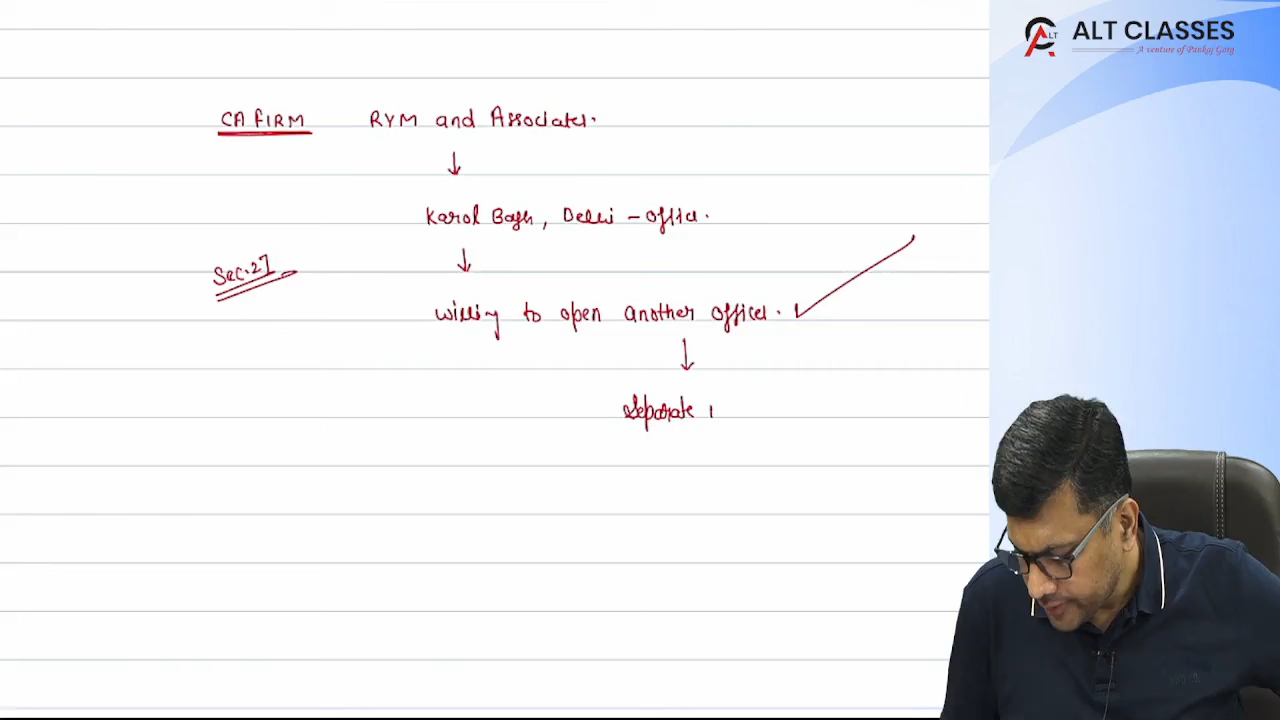 ALT CLASSES
A venture of Pankaj Garg
CA FIRM RYM and Associates.
Karol Bagh, Delhi - office.
Sec.27
willing to open another office.
Separate